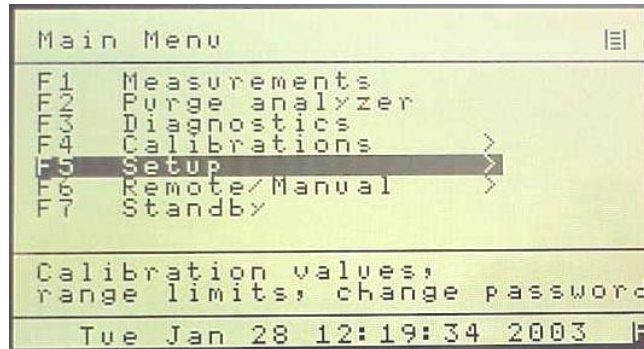 Main Menu
F1 Measurements
F2 Purge analyzer
F3 Diagnostics
F4 Calibrations >
F5 Setup >
F6 Remote/Manual >
F7 Standby
Calibration values,
range limits, change password
Tue Jan 28 12:19:34 2003